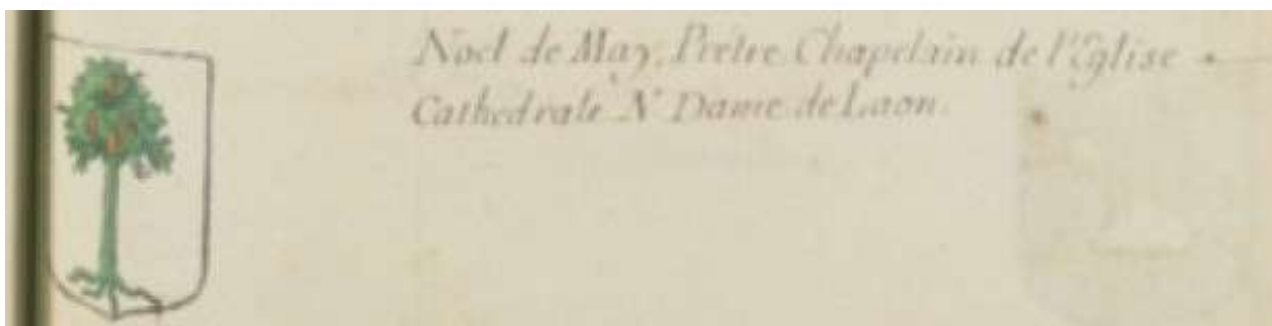 Noel de May, Pretre Chapelain de l'Eglise
Cathedrale N Dame de Laon.